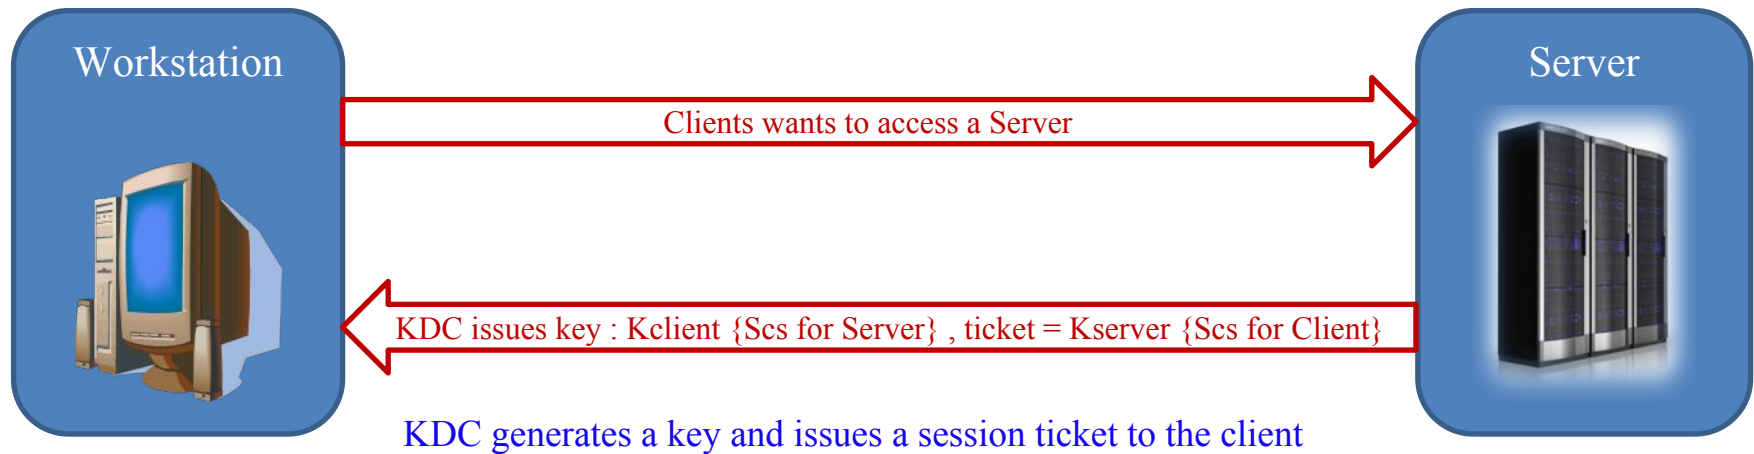 Workstation
Server
Clients wants to access a Server
KDC issues key : Kclient {Scs for Server} , ticket = Kserver {Scs for Client}
KDC generates a key and issues a session ticket to the client